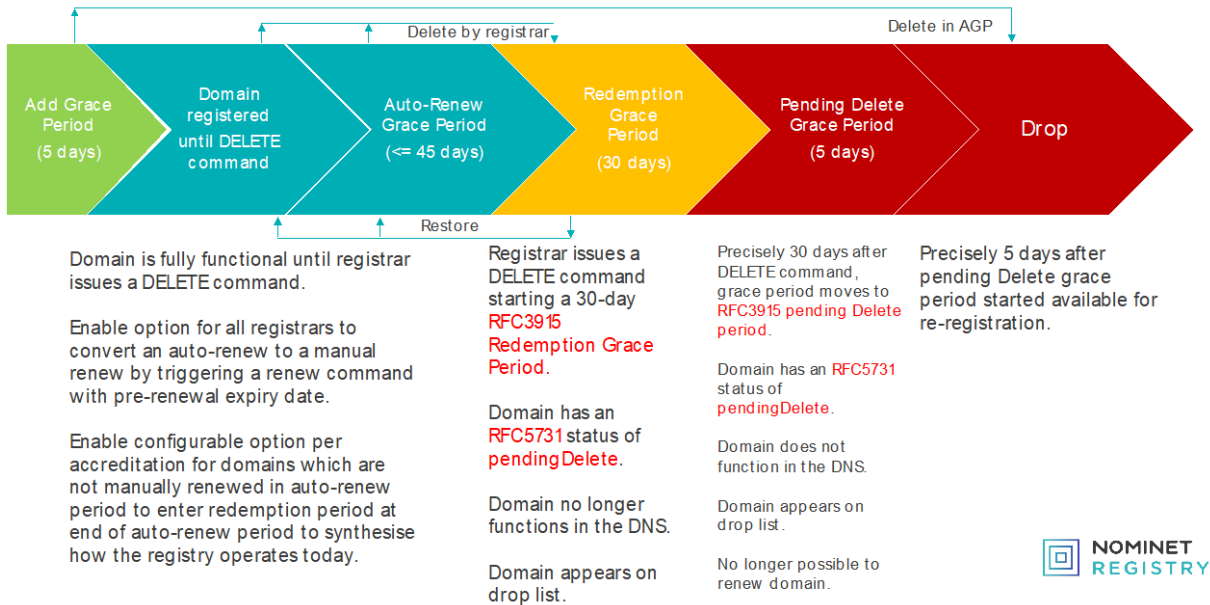 Delete by registrar
Delete in AGP
Add Grace
Period
(5 days)
Domain
registered
until DELETE
command
Auto-Renew
Grace Period
(<= 45 days)
Redemption
Grace
Period
(30 days)
Pending Delete
Grace Period
(5 days)
Drop
Restore
Domain is fully functional until registrar
issues a DELETE command.
Enable option for all registrars to
convert an auto-renew to a manual
renew by triggering a renew command
with pre-renewal expiry date.
Enable configurable option per
accreditation for domains which are
not manually renewed in auto-renew
period to enter redemption period at
end of auto-renew period to synthesise
how the registry operates today.
Registrar issues a
DELETE command
starting a 30-day
RFC3915
Redemption Grace
Period.
Domain has an
RFC5731 status of
pendingDelete.
Domain no longer
functions in the DNS.
Domain appears on
drop list.
Precisely 30 days after
DELETE command,
grace period moves to
RFC3915 pending Delete
period.
Domain has an RFC5731
status of
pendingDelete.
Domain does not
function in the DNS.
Domain appears on
drop list.
No longer possible to
renew domain.
Precisely 5 days after
pending Delete grace
period started available for
re-registration.
NOMINET
REGISTRY